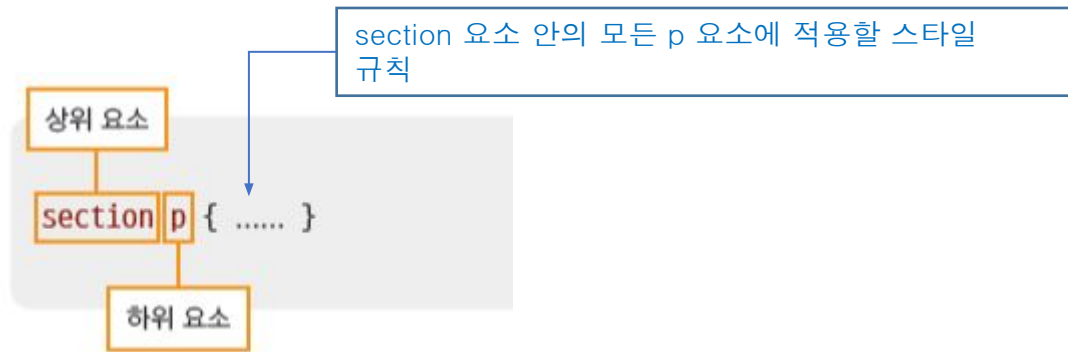 section 요소 안의 모든 p 요소에 적용할 스타일
규칙
상위 요소
section p { …… }
하위 요소